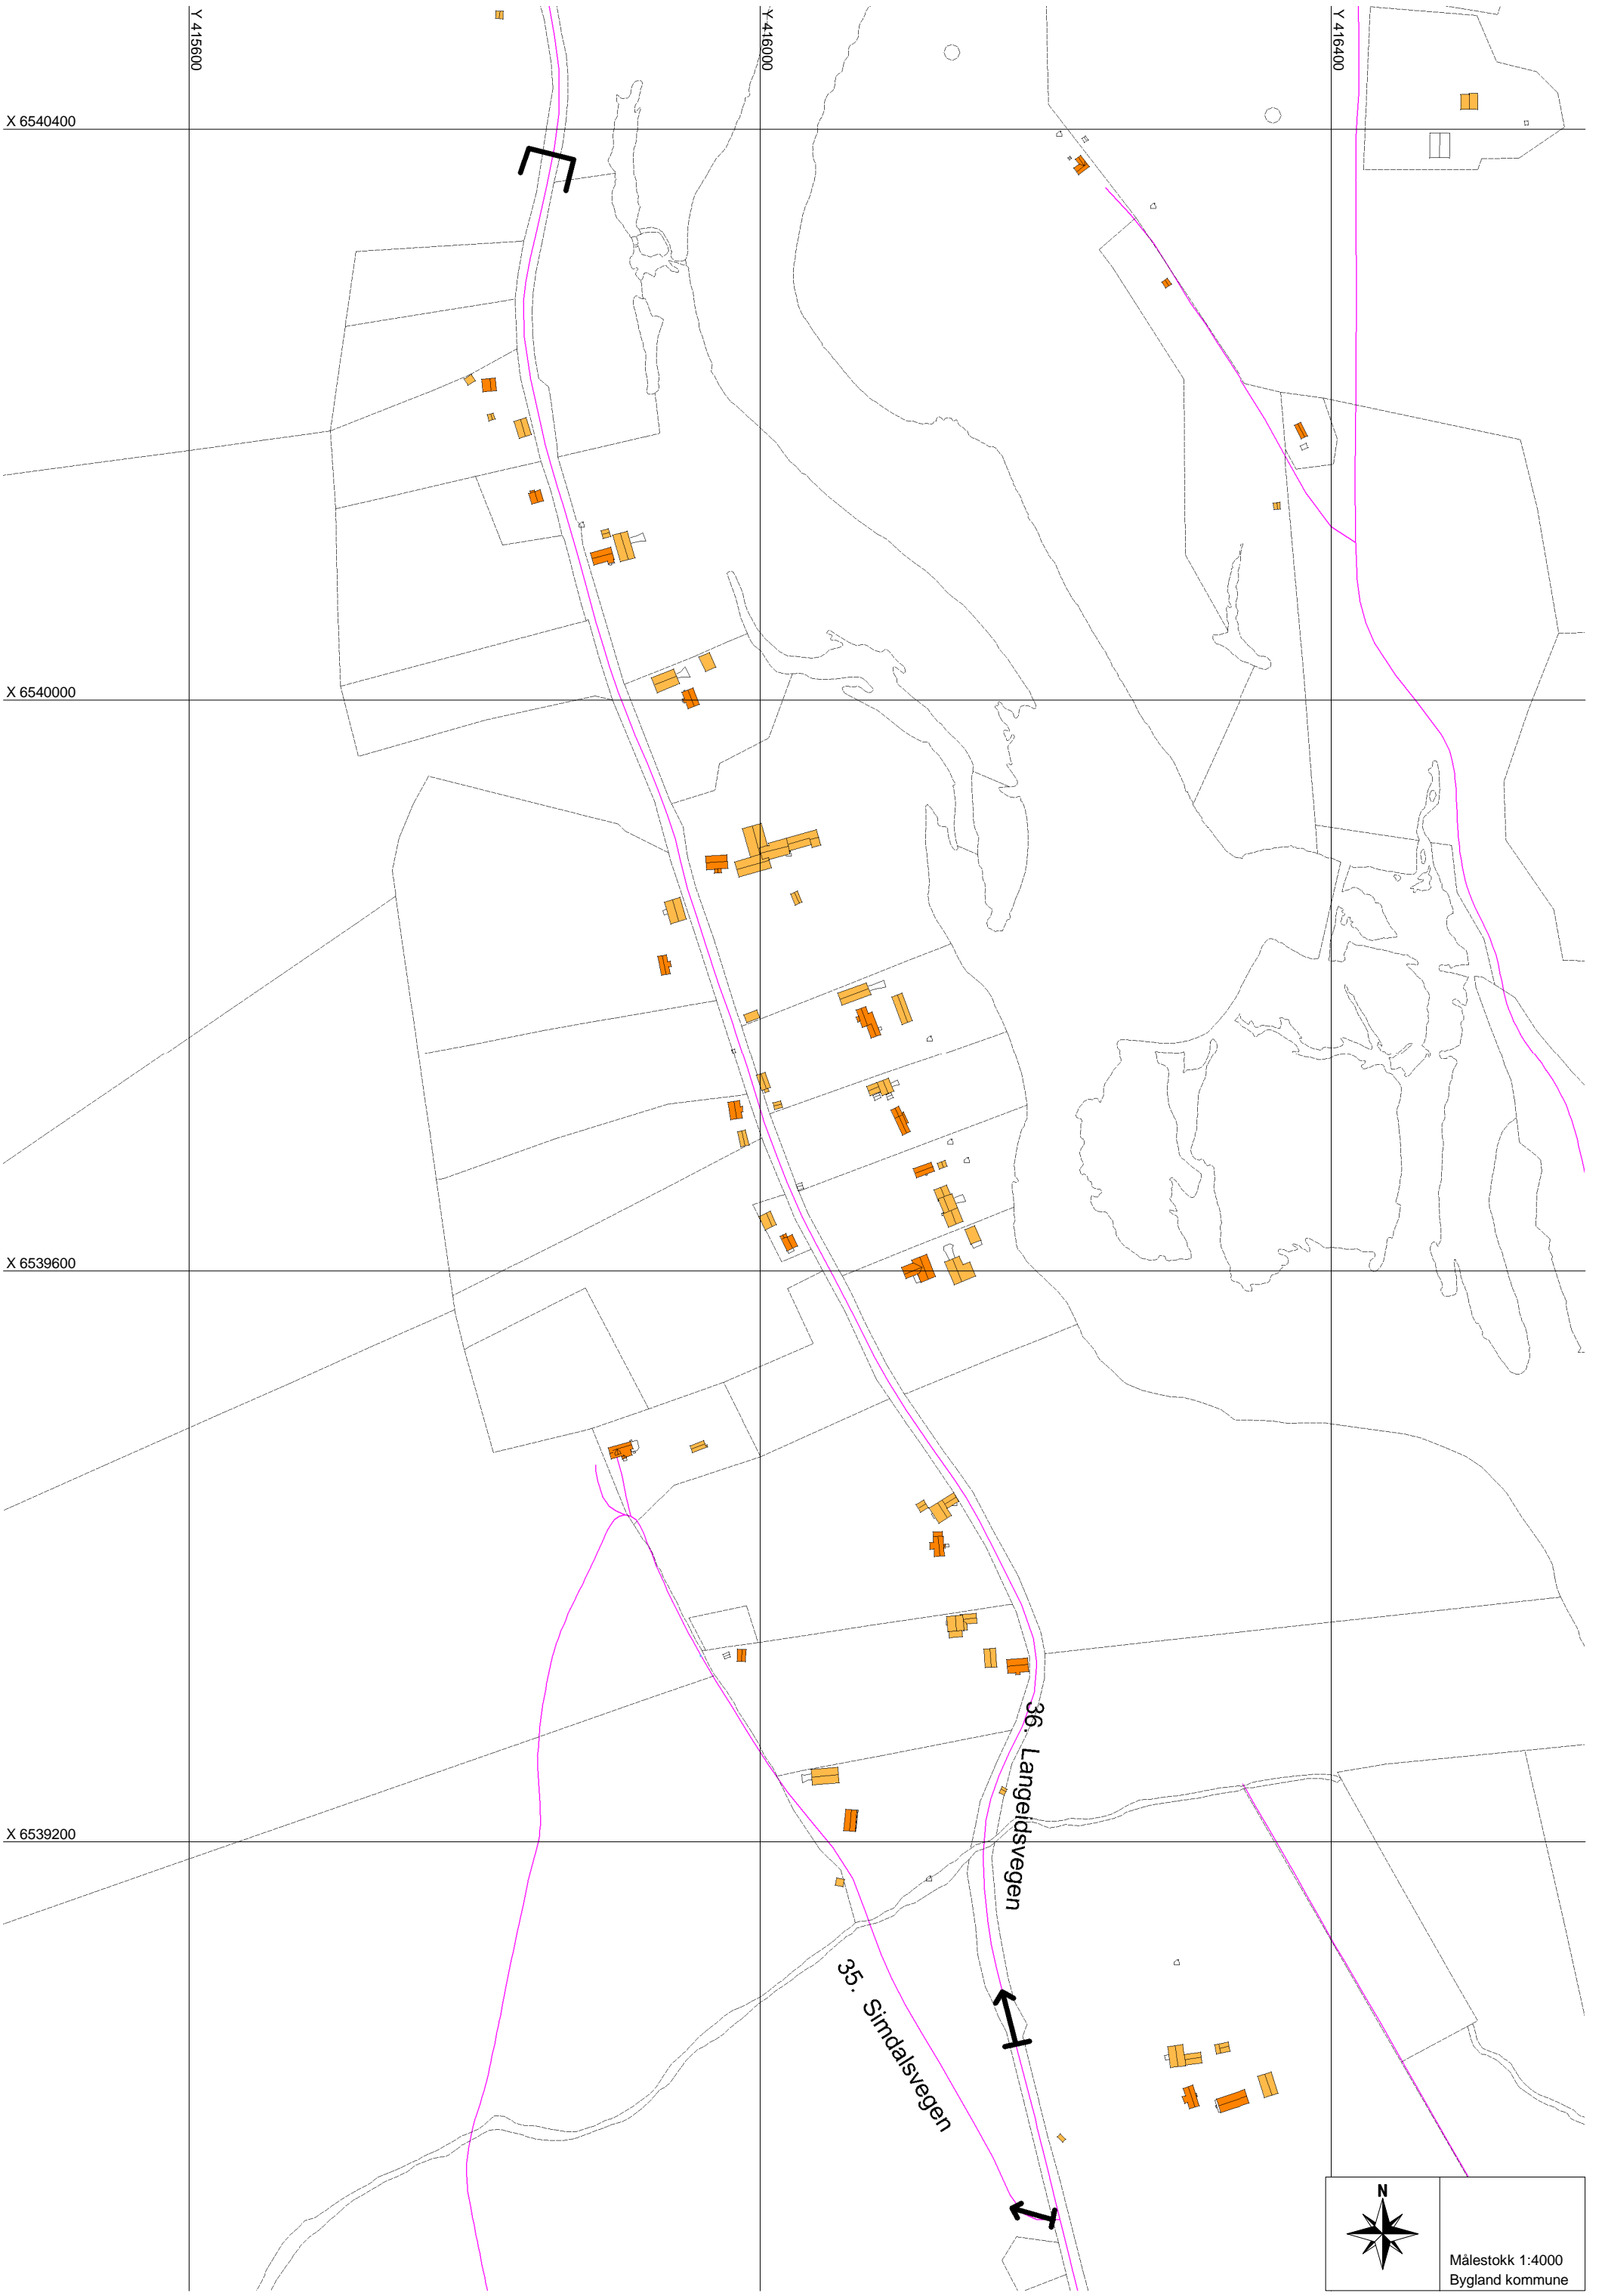 Y 415600
Y 416000
Y 416400
X 6540400
X 6540000
X 6539600
36. Langeidsvegen
X 6539200
35. Simdalsvegen
N
Målestokk 1:4000
Bygland kommune